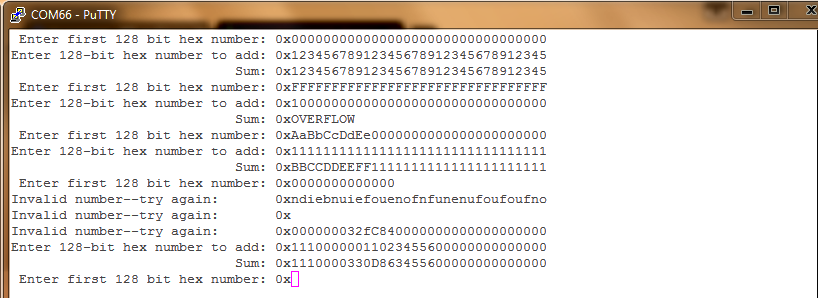 COM66 - PuTTY
Enter first 128 bit hex number: 0x00000000000000000000000000000000
Enter 128-bit hex number to add: 0x12345678912345678912345678912345
Sum: 0x12345678912345678912345678912345
Enter first 128 bit hex number: 0xFFFFFFFFFFFFFFFFFFFFFFFFFFFFFFFF
Enter 128-bit hex number to add: 0x10000000000000000000000000000000
Sum: 0xOVERFLOW
Enter first 128 bit hex number: 0xAaBbCcDdEe0000000000000000000000
Enter 128-bit hex number to add: 0x11111111111111111111111111111111
Sum: 0xBBCCDDEEFF1111111111111111111111
Enter first 128 bit hex number: 0x0000000000000
Invalid number--try again: 0xndiebnuiefouenofnfunenufoufoufno
Invalid number--try again: 0x
Invalid number--try again: 0x000000032fC840000000000000000000
Enter 128-bit hex number to add: 0x11100000011023455600000000000000
Sum: 0x1110000330D863455600000000000000
Enter first 128 bit hex number: 0x